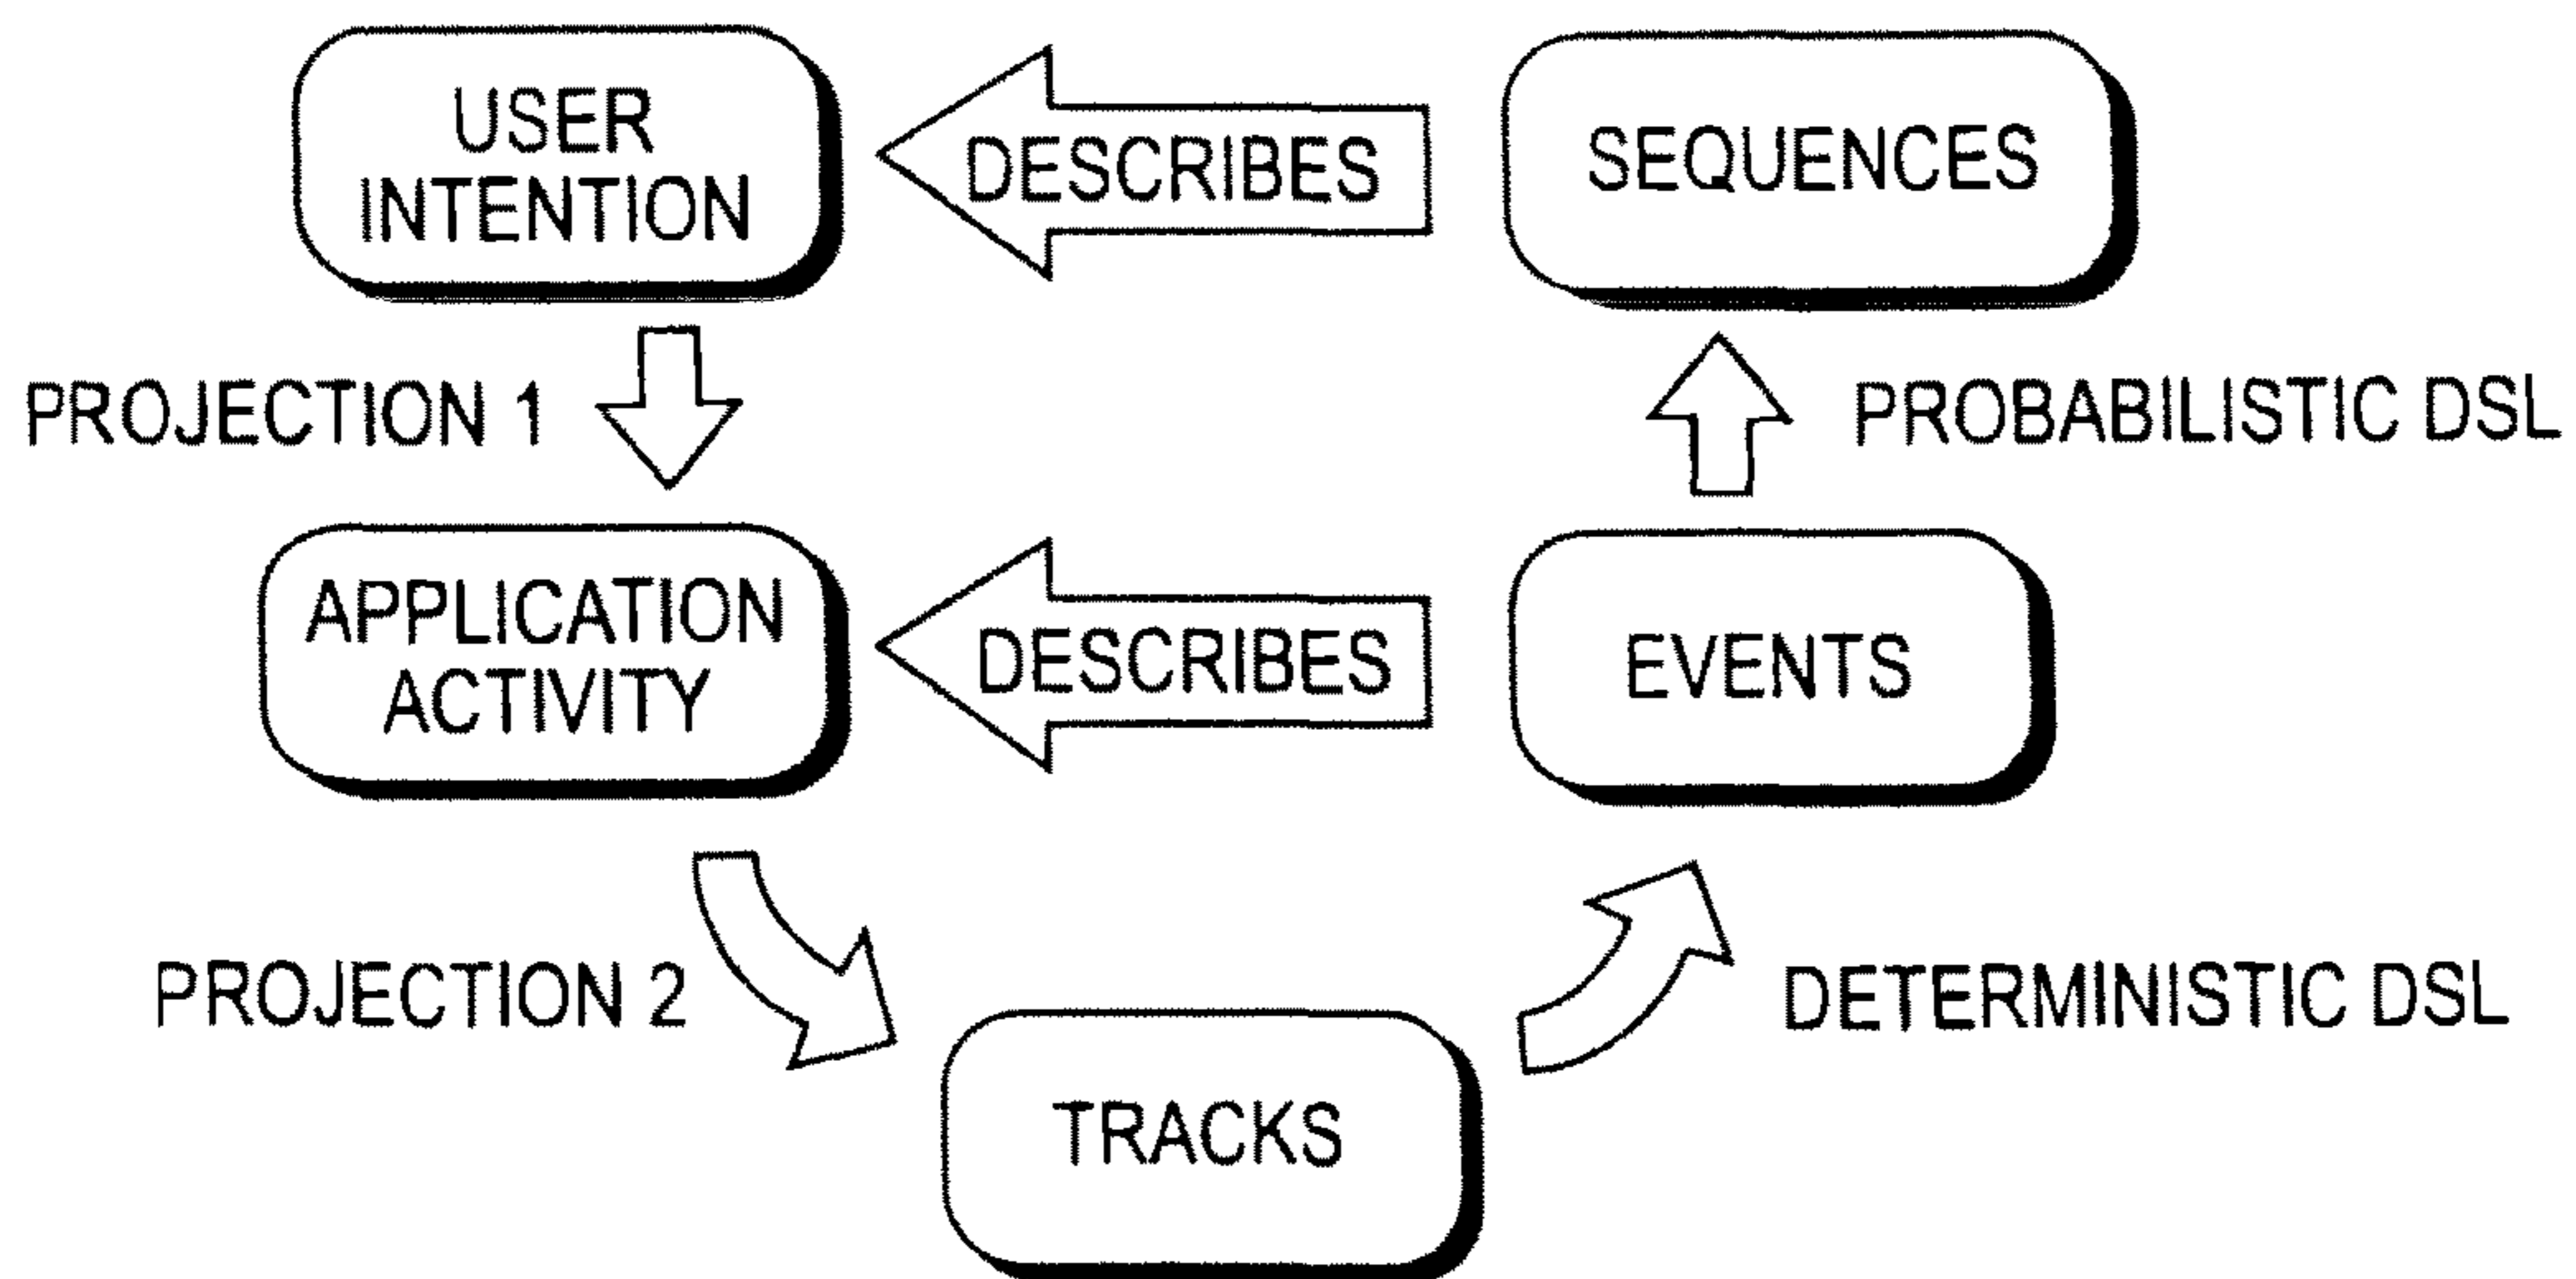 USER
INTENTION
DESCRIBES
SEQUENCES
PROJECTION 1
PROBABILISTIC DSL
APPLICATION
ACTIVITY
DESCRIBES
EVENTS
PROJECTION 2
DETERMINISTIC DSL
TRACKS